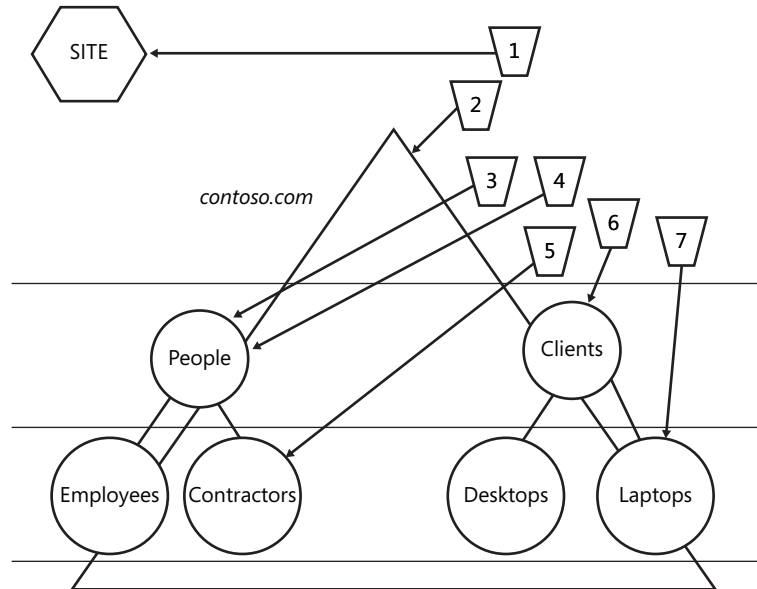 SITE
1
2
3
4
contoso.com
5
6
7
People
Clients
Employees
Contractors
Desktops
Laptops